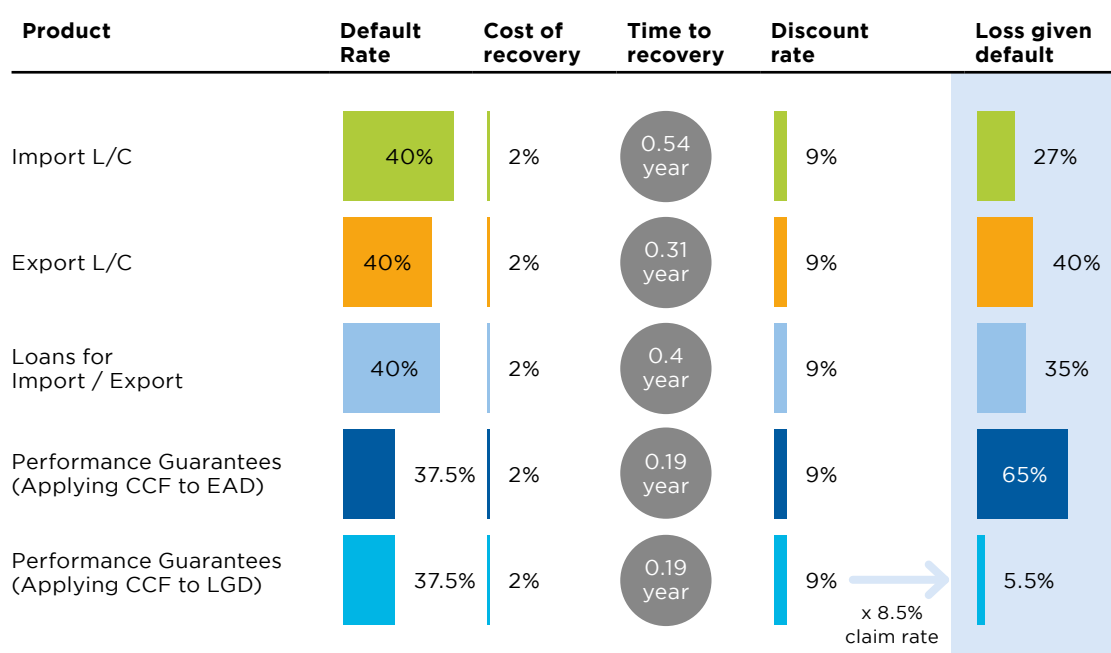 Product
Default
Rate
Cost of
recovery
Time to
recovery
Discount
rate
Loss given
default
Import L/C
40%
2%
0.54
year
9%
27%
Export L/C
40%
2%
0.31
year
9%
40%
Loans for
Import / Export
40%
2%
0.4
year
9%
35%
Performance Guarantees
(Applying CCF to EAD)
37.5%
2%
0.19
year
9%
65%
Performance Guarantees
(Applying CCF to LGD)
37.5%
2%
0.19
year
9%
x 8.5%
claim rate
5.5%